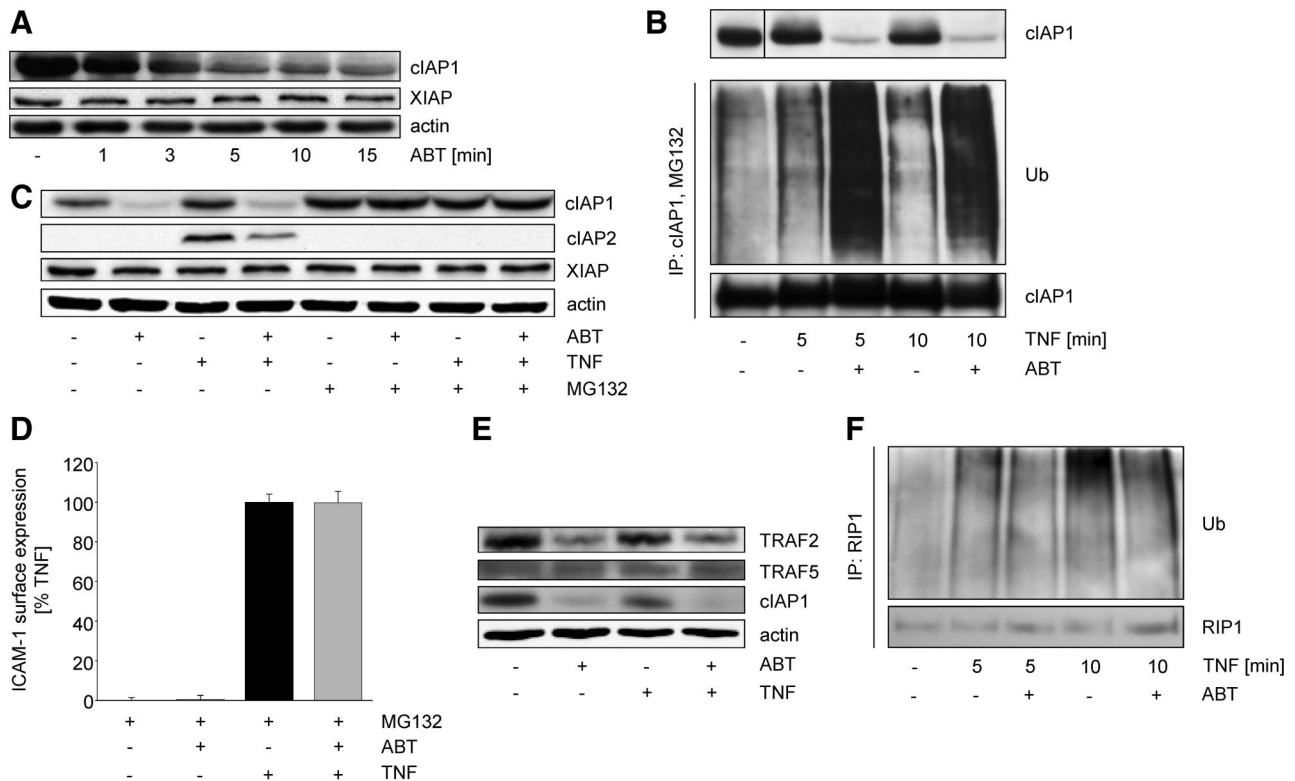 A
cIAP1
XIAP
actin
- 1 3 5 10 15 ABT [min]
B
cIAP1
IP: cIAP1, MG132
Ub
cIAP1
- 5 5 10 10 TNF [min]
- - + - + ABT
C
cIAP1
cIAP2
XIAP
actin
- + - + - + - + ABT
- - + + - - + + TNF
- - - - + + + + MG132
D
ICAM-1 surface expression
[% TNF]
120
100
80
60
40
20
0
+ + + + MG132
- + - + ABT
- - + + TNF
E
TRAF2
TRAF5
cIAP1
actin
- + - + ABT
- - + + TNF
F
IP: RIP1
Ub
RIP1
- 5 5 10 10 TNF [min]
- - + - + ABT